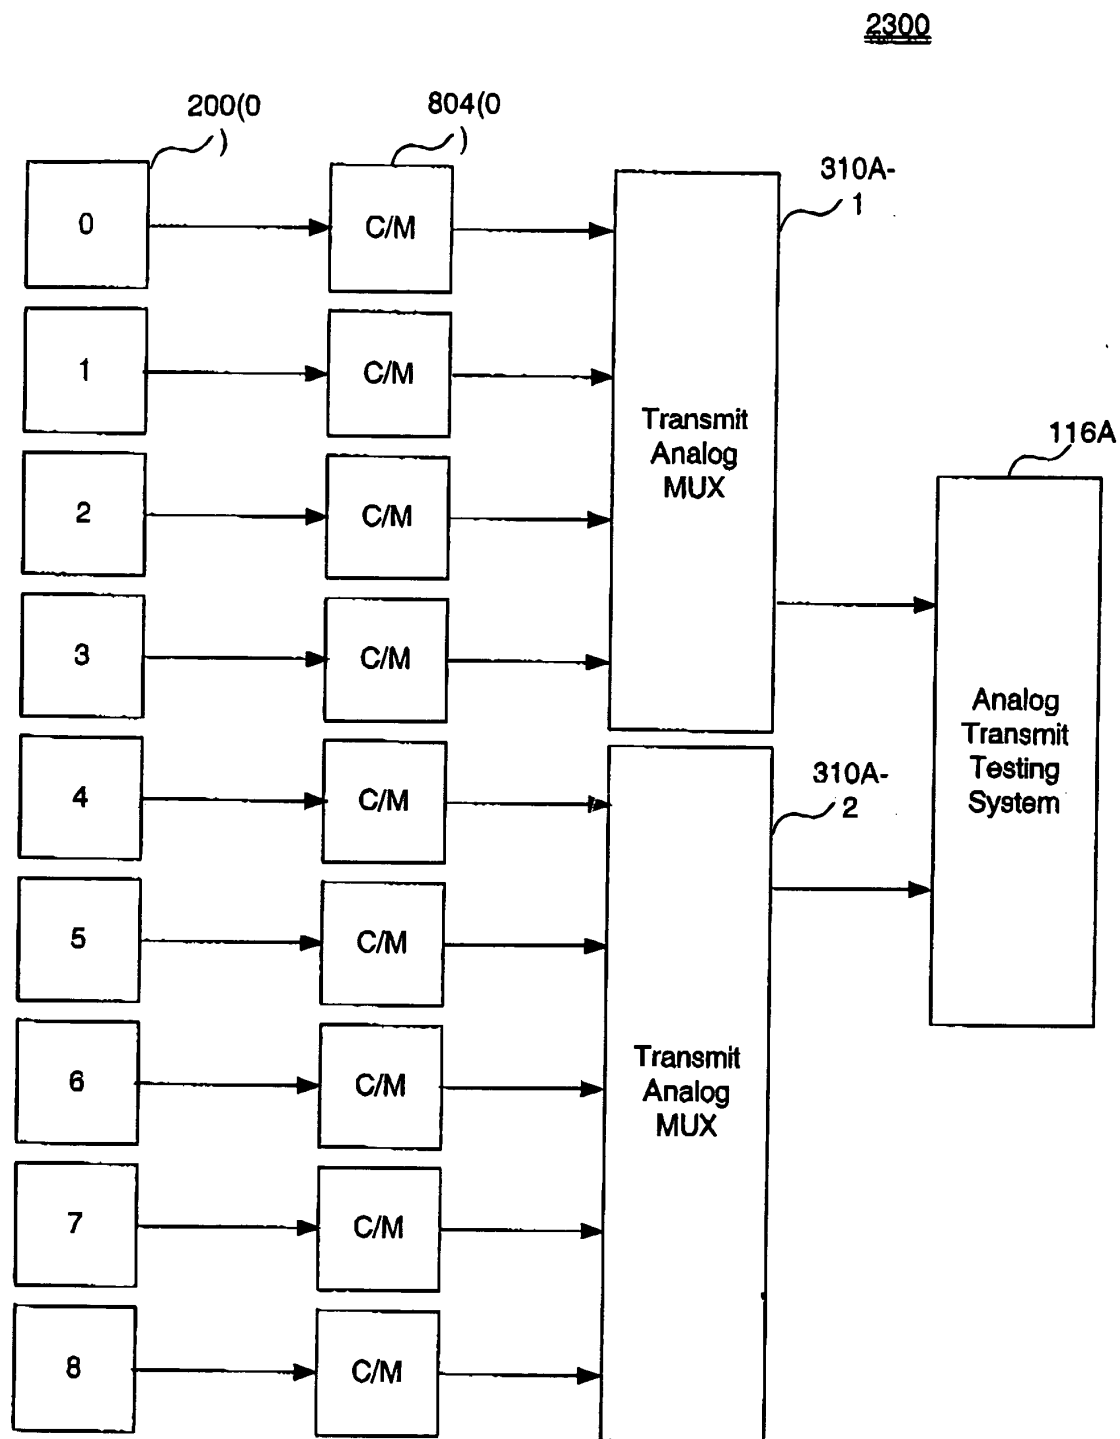 2300
200(0
)
804(0
)
310A-
1
0
C/M
1
C/M
Transmit
Analog
MUX
116A
2
C/M
3
C/M
Analog
Transmit
Testing
System
4
C/M
310A-
2
5
C/M
6
C/M
Transmit
Analog
MUX
7
C/M
8
C/M